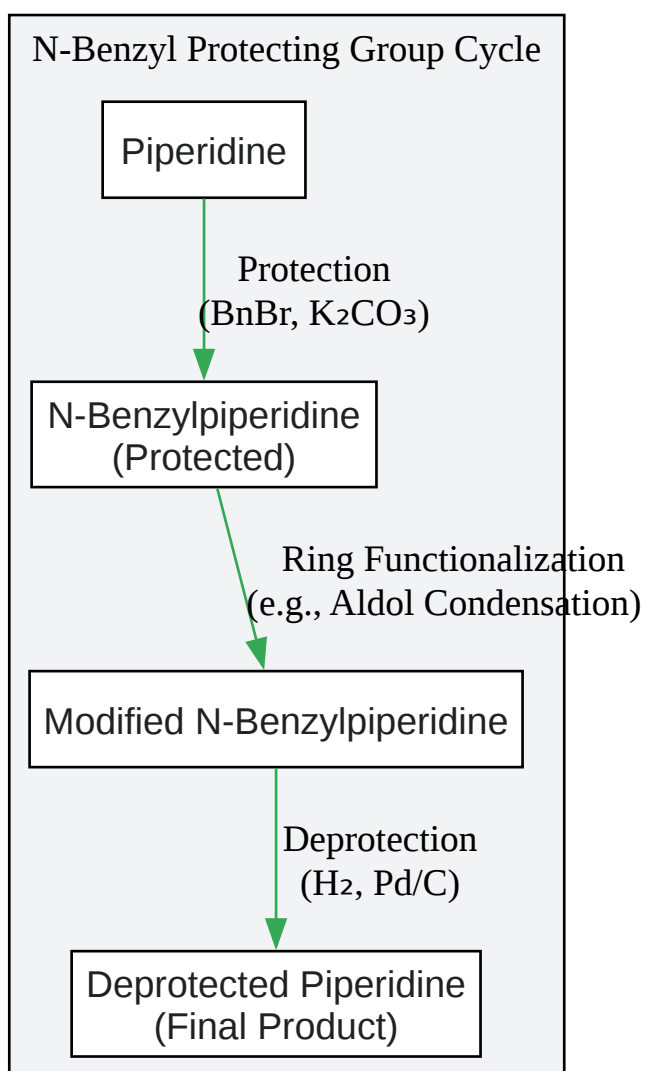 N-Benzyl Protecting Group Cycle
Piperidine
Protection
(BnBr, K₂CO₃)
N-Benzylpiperidine
(Protected)
Ring Functionalization
(e.g., Aldol Condensation)
Modified N-Benzylpiperidine
Deprotection
(H₂, Pd/C)
Deprotected Piperidine
(Final Product)